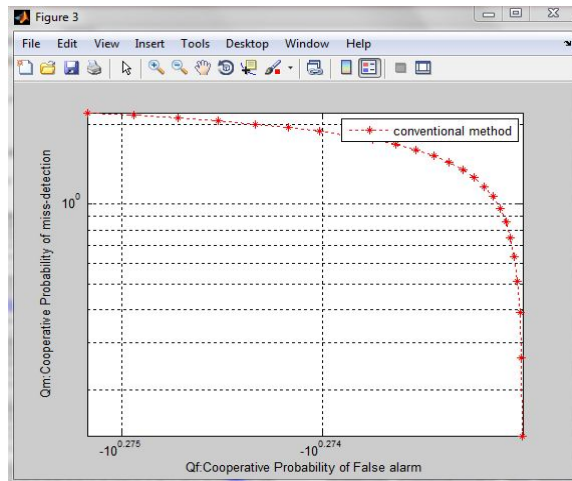 Figure 3
File Edit View Insert Tools Desktop Window Help
conventional method
Qm:Cooperative Probability of miss-detection
10^0
-10^0.275
-10^0.274
Qf:Cooperative Probability of False alarm